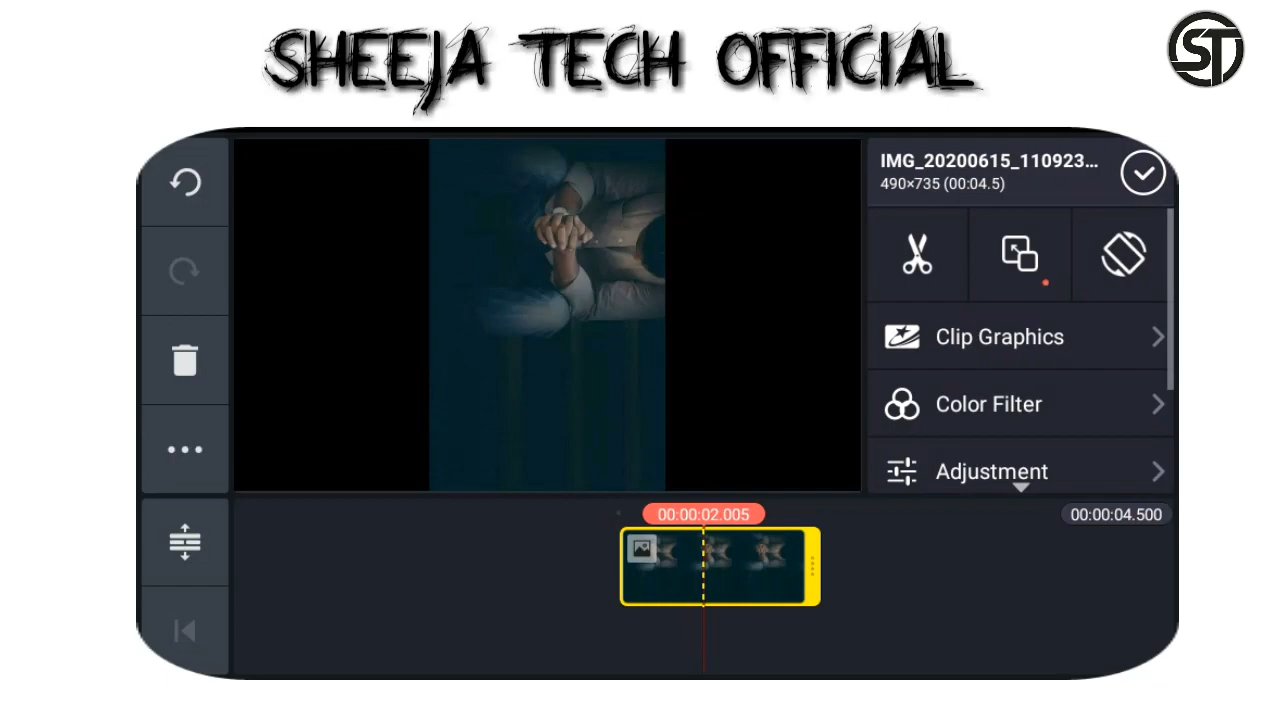 SHEEJA TECH OFFICIAL
ST
IMG_20200615_110923...
490×735 (00:04.5)
Clip Graphics
Color Filter
Adjustment
00:00:02.005
00:00:04.500